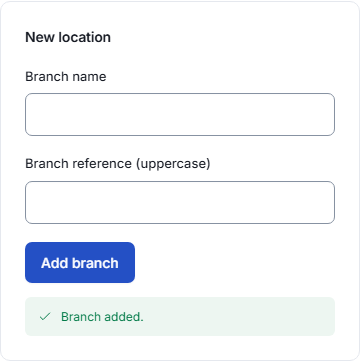 New location
Branch name
Branch reference (uppercase)
Add branch
Branch added.